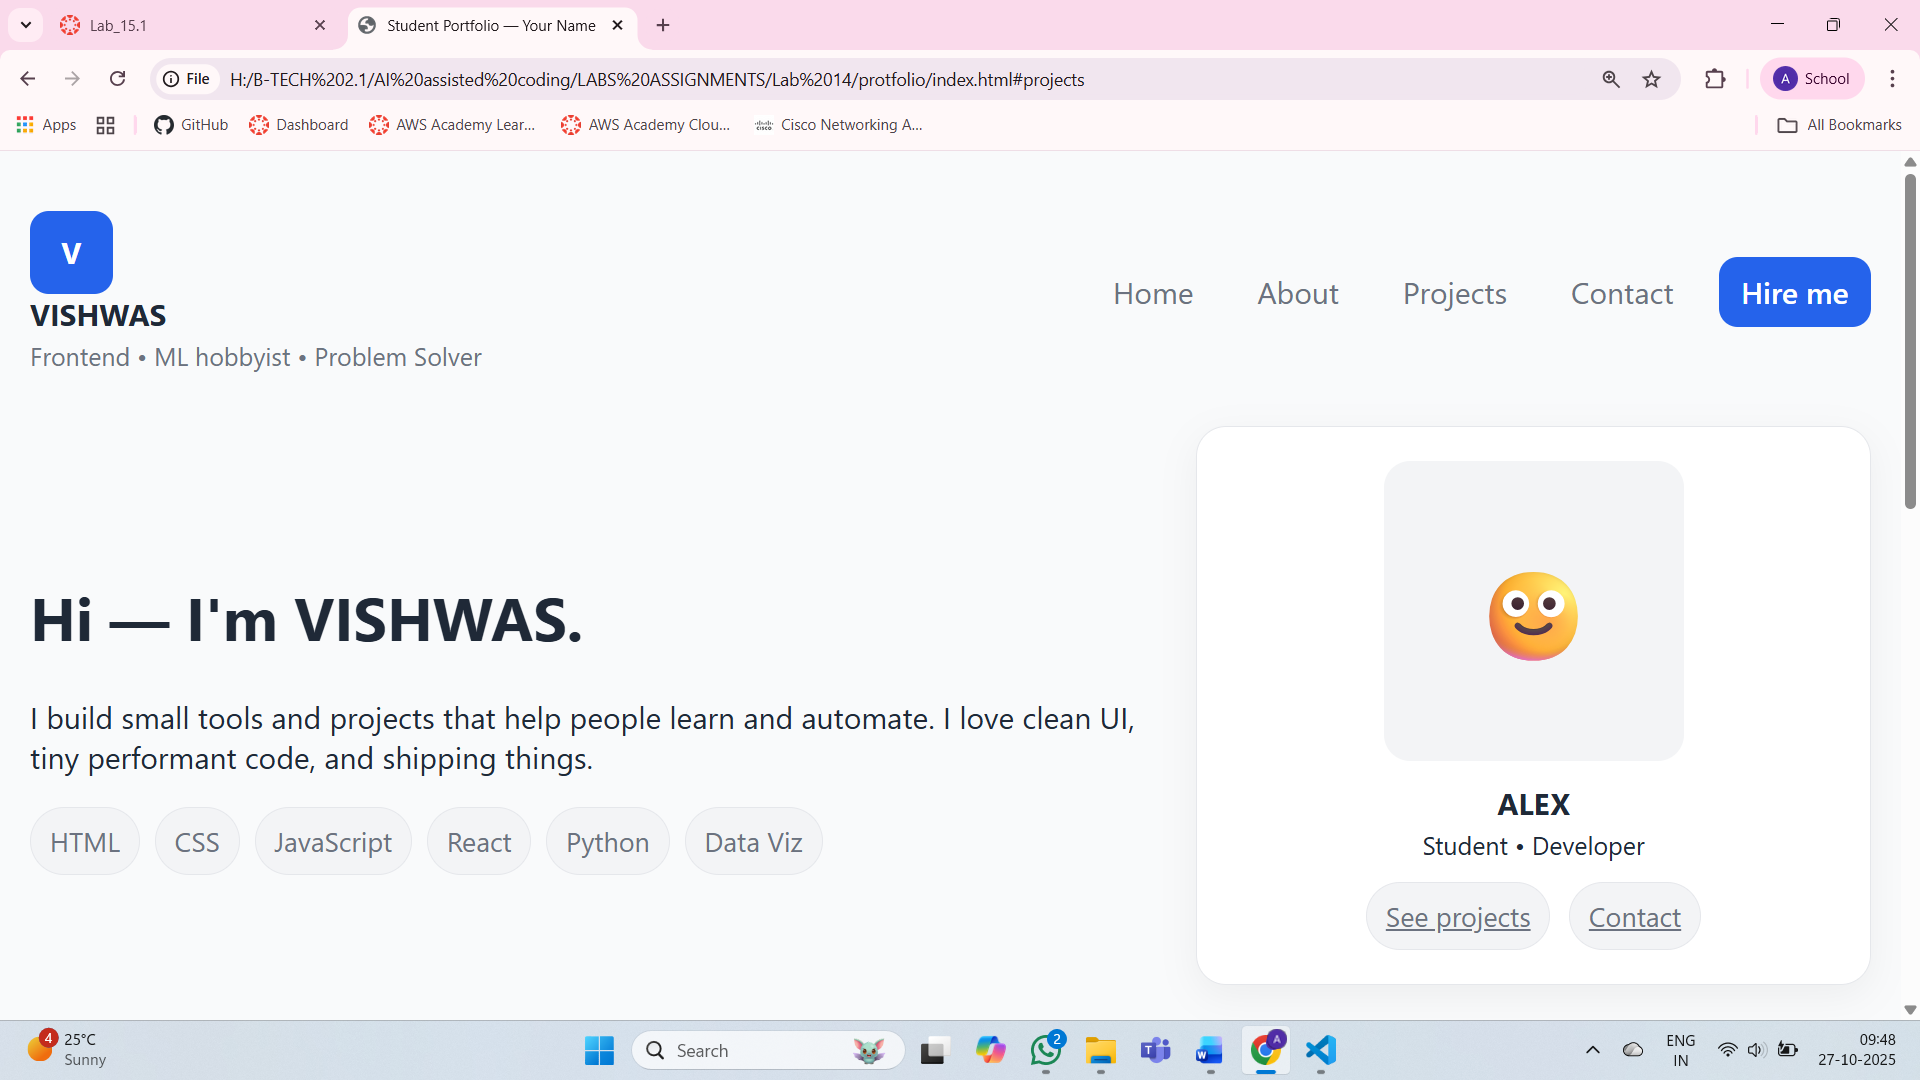 Lab_15.1
Student Portfolio — Your Name
File
H:/B-TECH%202.1/AI%20assisted%20coding/LABS%20ASSIGNMENTS/Lab%2014/protfolio/index.html#projects
A School
Apps
GitHub
Dashboard
AWS Academy Lear...
AWS Academy Clou...
cisco Cisco Networking A...
All Bookmarks
V
VISHWAS
Frontend • ML hobbyist • Problem Solver
Home
About
Projects
Contact
Hire me
Hi — I'm VISHWAS.
I build small tools and projects that help people learn and automate. I love clean UI,
tiny performant code, and shipping things.
HTML
CSS
JavaScript
React
Python
Data Viz
ALEX
Student • Developer
See projects
Contact
4
25°C
Sunny
Search
2
T
W
A
ENG
IN
09:48
27-10-2025